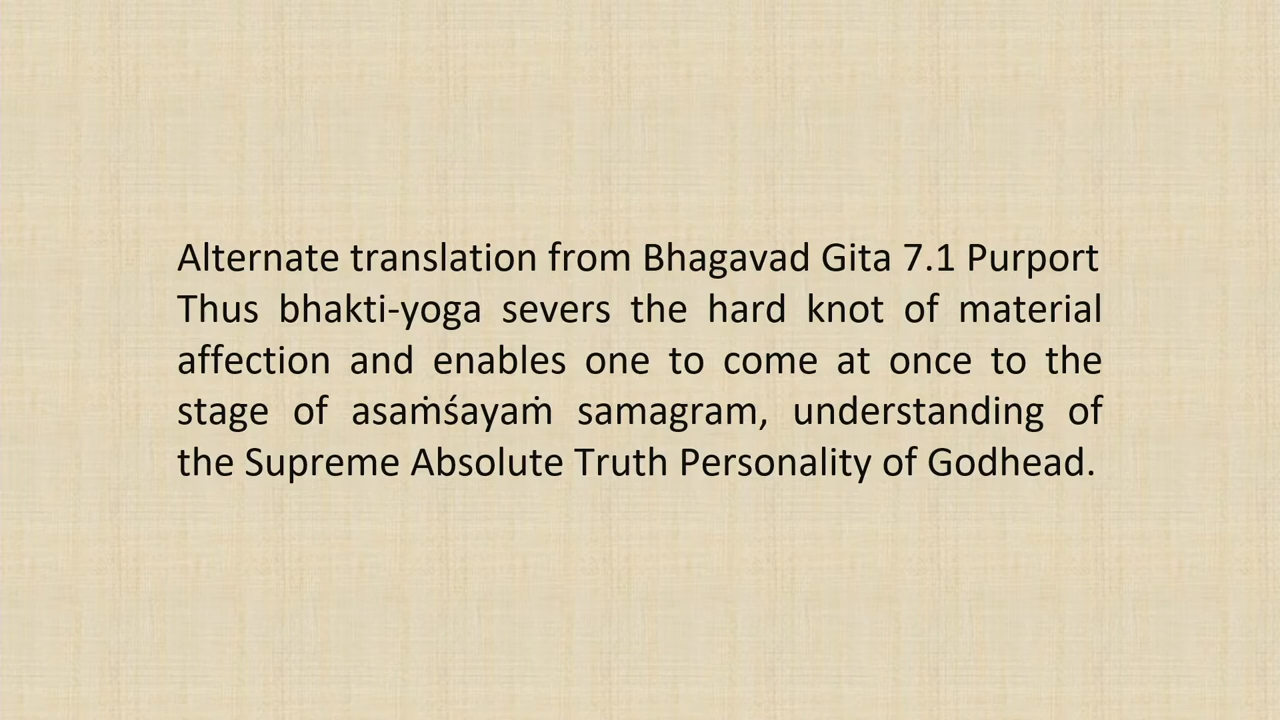 Alternate translation from Bhagavad Gita 7.1 Purport
Thus bhakti-yoga severs the hard knot of material
affection and enables one to come at once to the
stage of asaṁśayaṁ samagram, understanding of
the Supreme Absolute Truth Personality of Godhead.